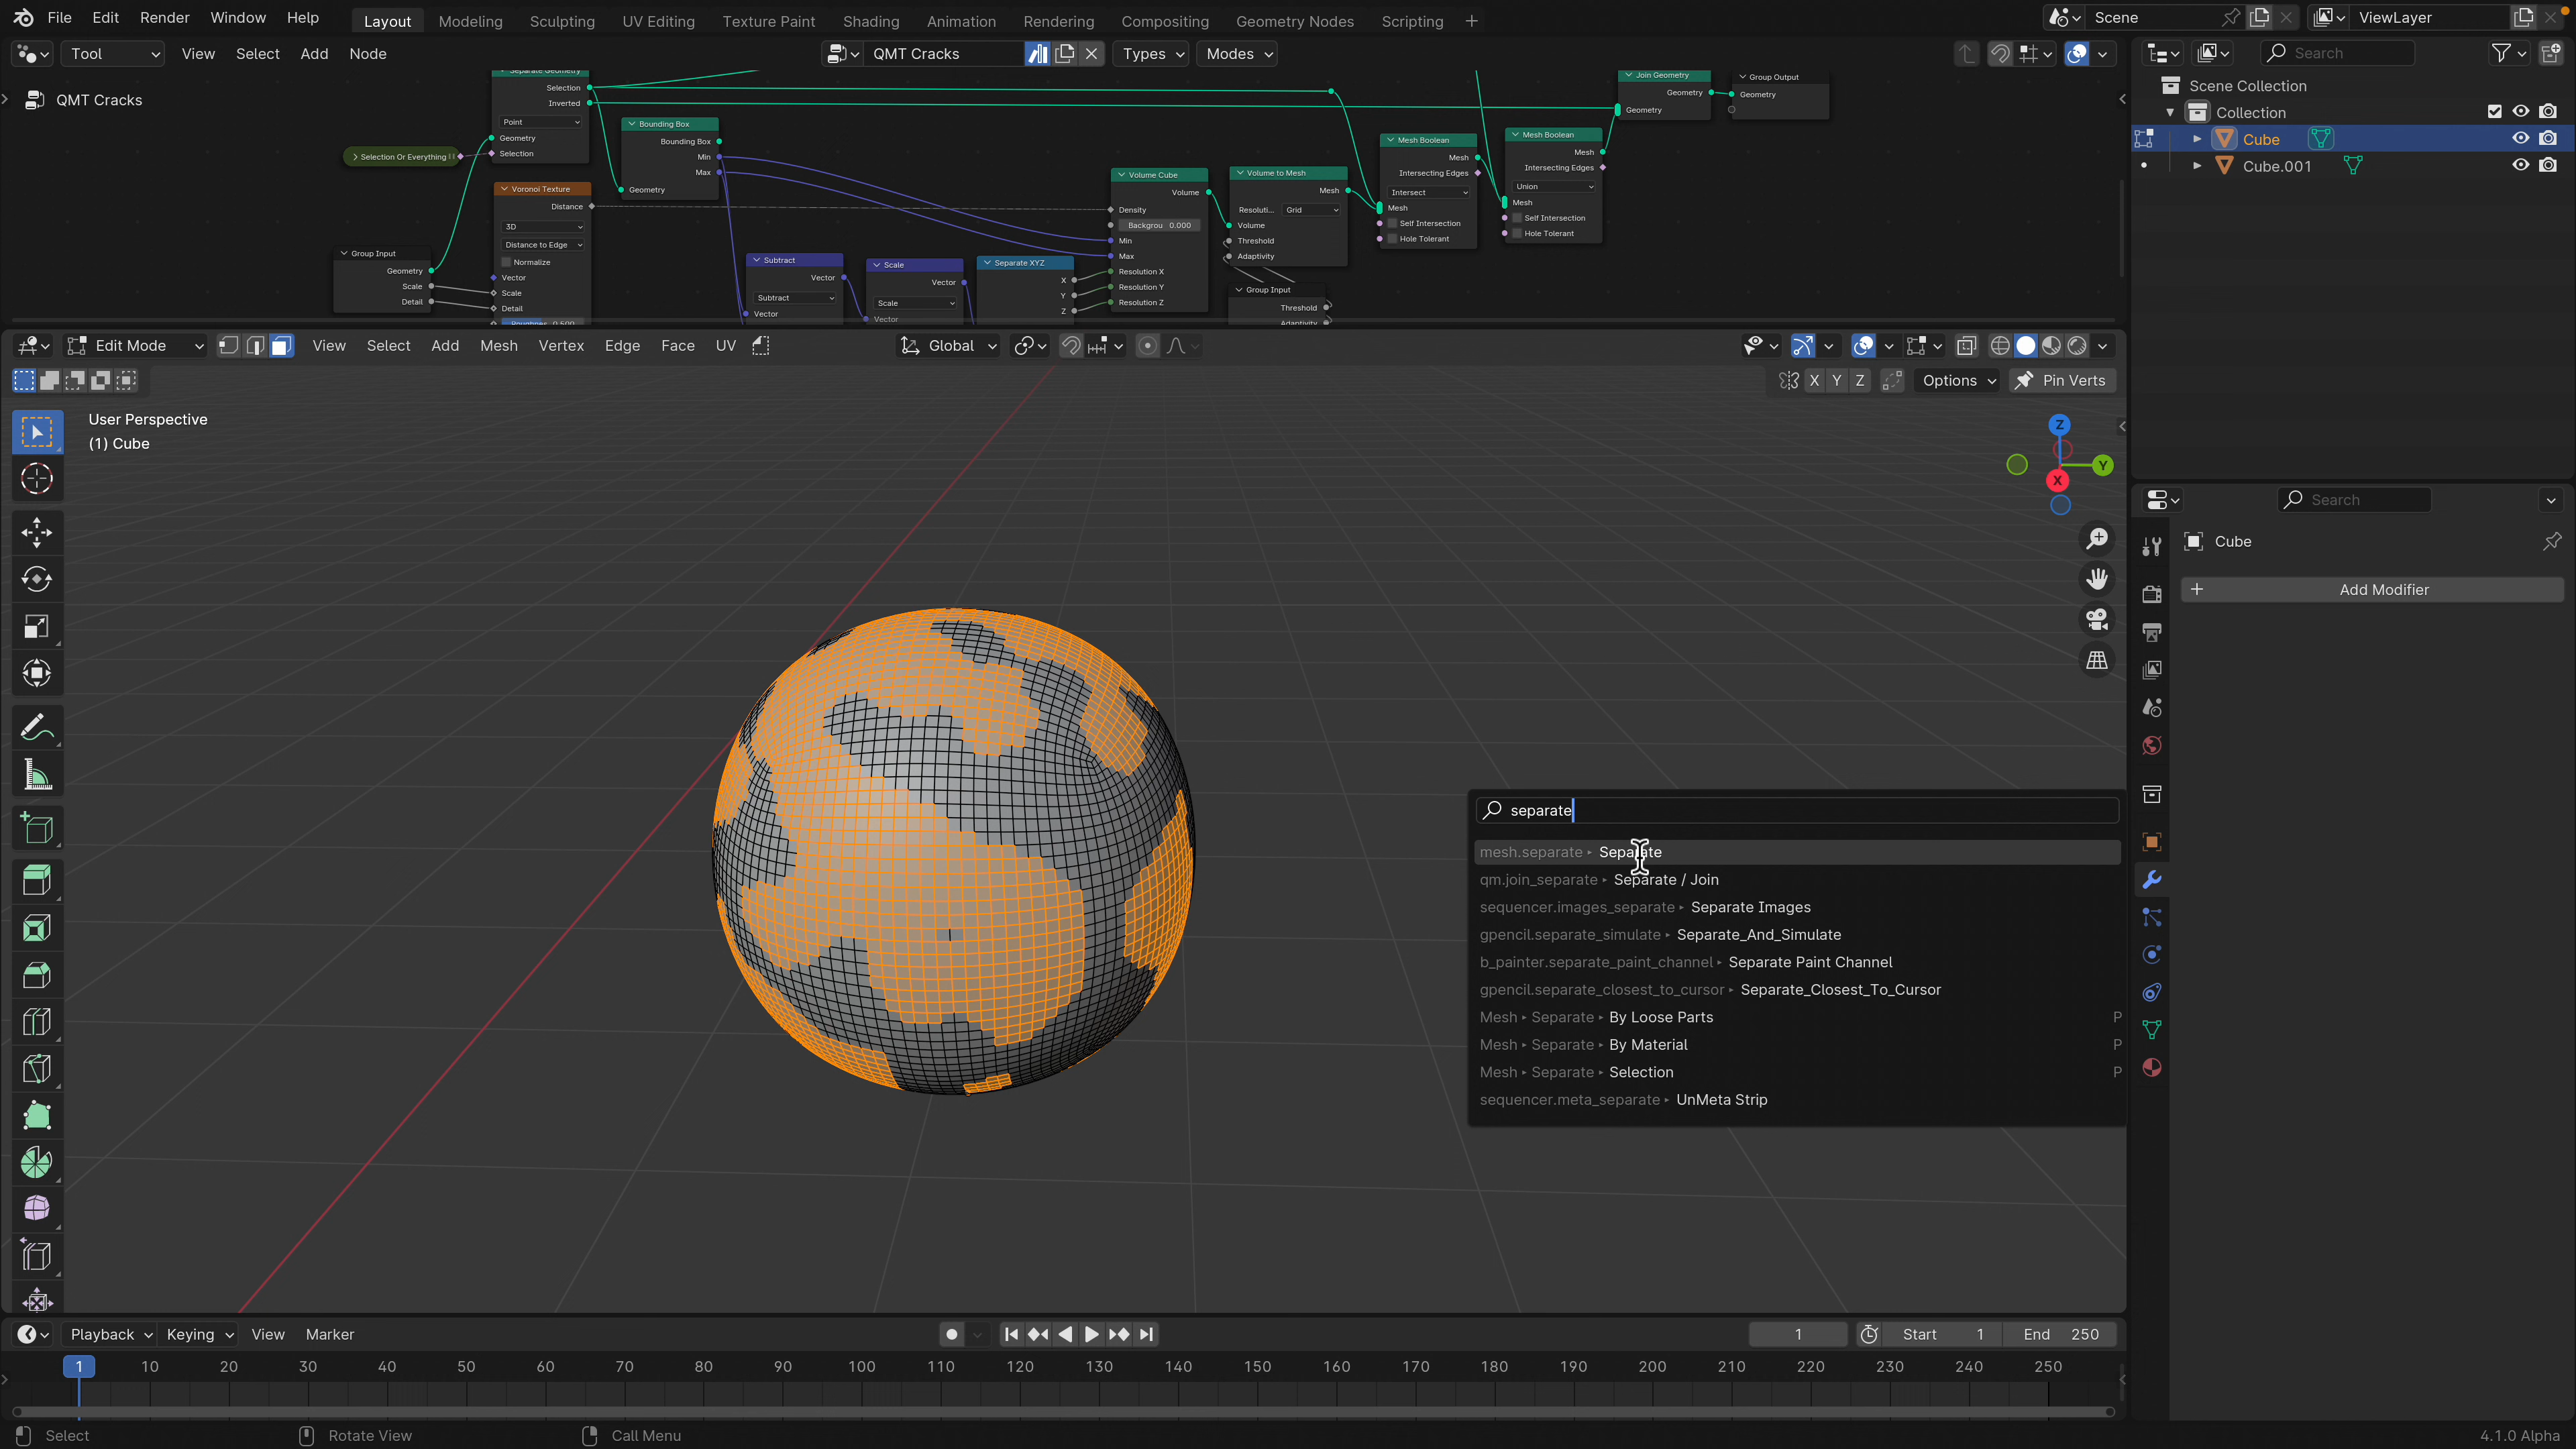 File Edit Render Window Help Layout Modeling Sculpting UV Editing Texture Paint Shading Animation Rendering Compositing Geometry Nodes Scripting + Scene ViewLayer
Tool View Select Add Node QMT Cracks Types Modes Search
QMT Cracks
Separate Geometry
Selection
Inverted
Point
Geometry
Selection
Selection Or Everything
Bounding Box
Bounding Box
Min
Max
Geometry
Voronoi Texture
Distance
3D
Distance to Edge
Normalize
Vector
Scale
Detail
Roughness 0.500
Group Input
Geometry
Scale
Detail
Subtract
Vector
Subtract
Vector
Scale
Vector
Scale
Vector
Separate XYZ
X
Y
Z
Volume Cube
Volume
Density
Backgrou 0.000
Min
Max
Resolution X
Resolution Y
Resolution Z
Volume to Mesh
Mesh
Resoluti... Grid
Volume
Threshold
Adaptivity
Group Input
Threshold
Adaptivity
Mesh Boolean
Mesh
Intersecting Edges
Intersect
Mesh
Self Intersection
Hole Tolerant
Mesh Boolean
Mesh
Intersecting Edges
Union
Mesh
Self Intersection
Hole Tolerant
Join Geometry
Geometry
Geometry
Group Output
Geometry
Scene Collection
Collection
Cube
Cube.001
Edit Mode View Select Add Mesh Vertex Edge Face UV Global
X Y Z Options Pin Verts
User Perspective
(1) Cube
Z
Y
X
Search
Cube
+ Add Modifier
separate
mesh.separate ▸ Separate
qm.join_separate ▸ Separate / Join
sequencer.images_separate ▸ Separate Images
gpencil.separate_simulate ▸ Separate_And_Simulate
b_painter.separate_paint_channel ▸ Separate Paint Channel
gpencil.separate_closest_to_cursor ▸ Separate_Closest_To_Cursor
Mesh ▸ Separate ▸ By Loose Parts P
Mesh ▸ Separate ▸ By Material P
Mesh ▸ Separate ▸ Selection P
sequencer.meta_separate ▸ UnMeta Strip
Playback Keying View Marker 1 Start 1 End 250
1 10 20 30 40 50 60 70 80 90 100 110 120 130 140 150 160 170 180 190 200 210 220 230 240 250
Select Rotate View Call Menu 4.1.0 Alpha